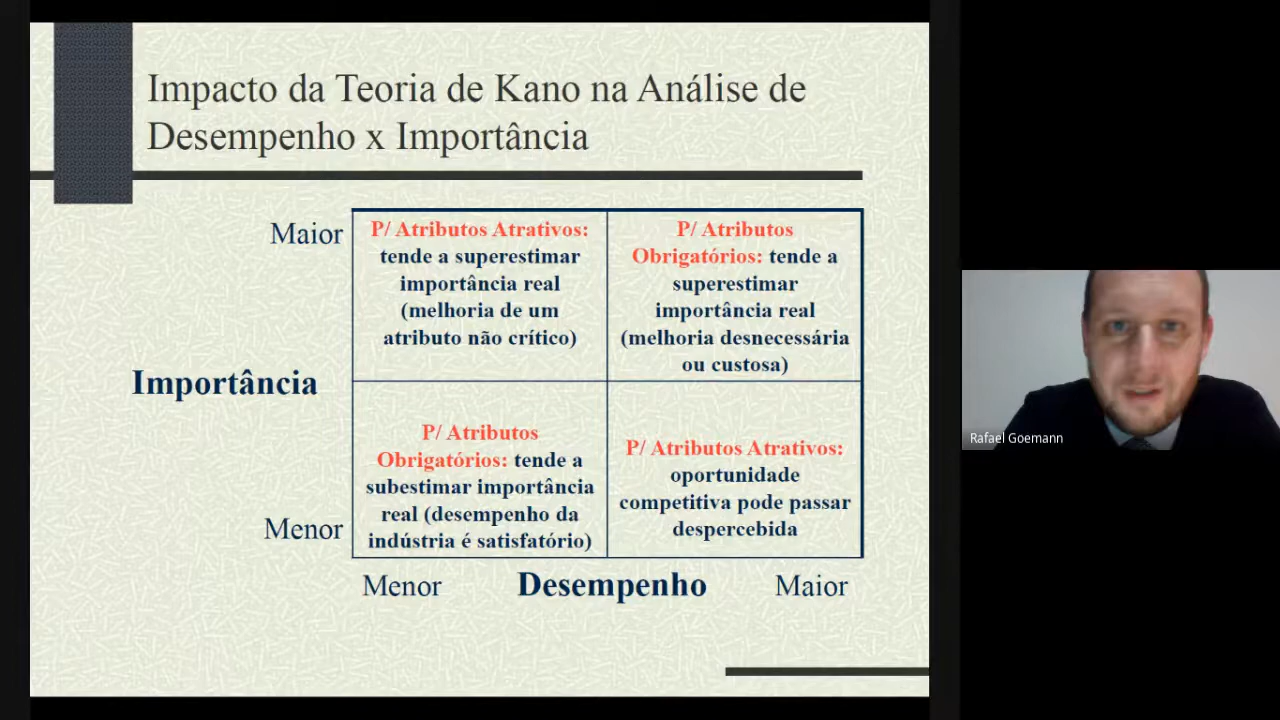 Impacto da Teoria de Kano na Análise de
Desempenho x Importância
Maior
P/ Atributos Atrativos:
tende a superestimar
importância real
(melhoria de um
atributo não crítico)
P/ Atributos
Obrigatórios: tende a
superestimar
importância real
(melhoria desnecessária
ou custosa)
Importância
P/ Atributos
Obrigatórios: tende a
subestimar importância
real (desempenho da
indústria é satisfatório)
P/ Atributos Atrativos:
oportunidade
competitiva pode passar
despercebida
Menor
Menor
Desempenho
Maior
Rafael Goemann